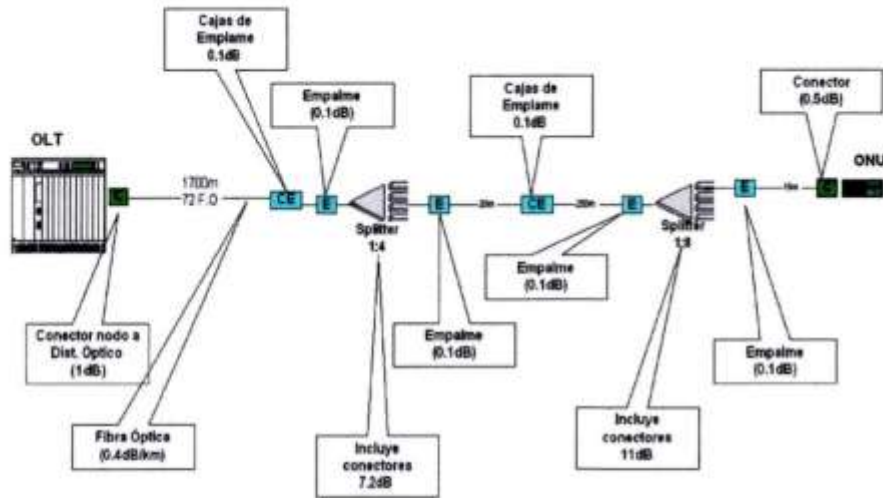 Cajas de
Emplame
0.1dB
Empalme
(0.1dB)
Cajas de
Emplame
0.1dB
Conector
(0.5dB)
OLT
ONU
C
1700m
72 F.O
CE
E
Splitter
1:4
E
CE
E
Splitter
1:8
E
C
Conector nodo a
Dist. Óptico
(1dB)
Fibra Óptica
(0.4dB/km)
Incluye
conectores
7.2dB
Empalme
(0.1dB)
Empalme
(0.1dB)
Incluye
conectores
11dB
Empalme
(0.1dB)